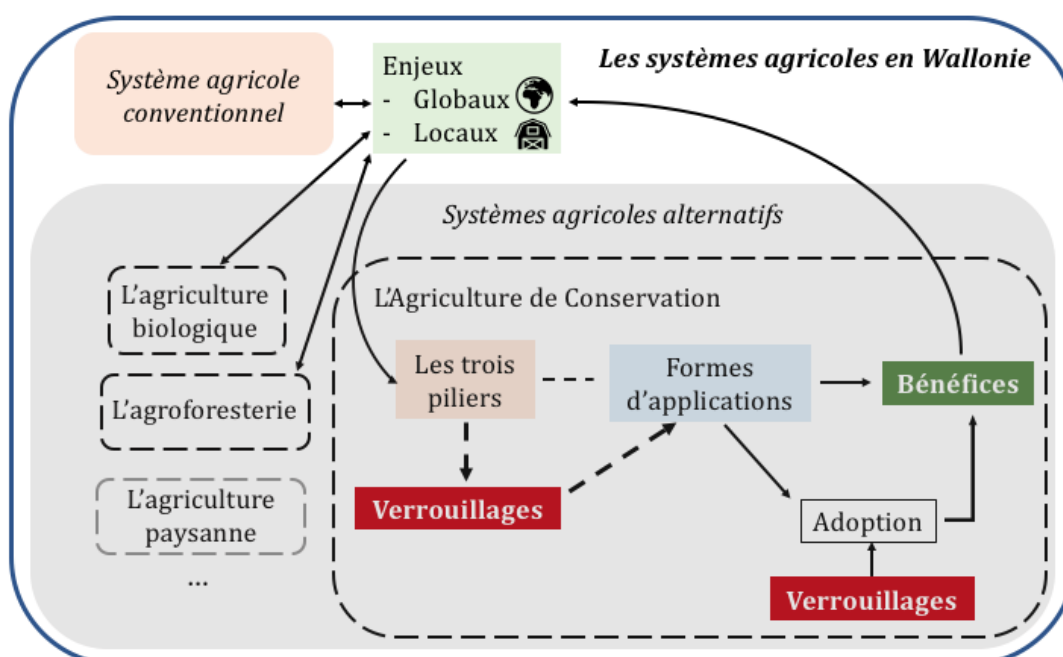 Système agricole
conventionnel
Enjeux
- Globaux
- Locaux
Les systèmes agricoles en Wallonie
Systèmes agricoles alternatifs
L’agriculture
biologique
L’agroforesterie
L’agriculture
paysanne
...
L’Agriculture de Conservation
Les trois
piliers
Formes
d’applications
Bénéfices
Verrouillages
Adoption
Verrouillages